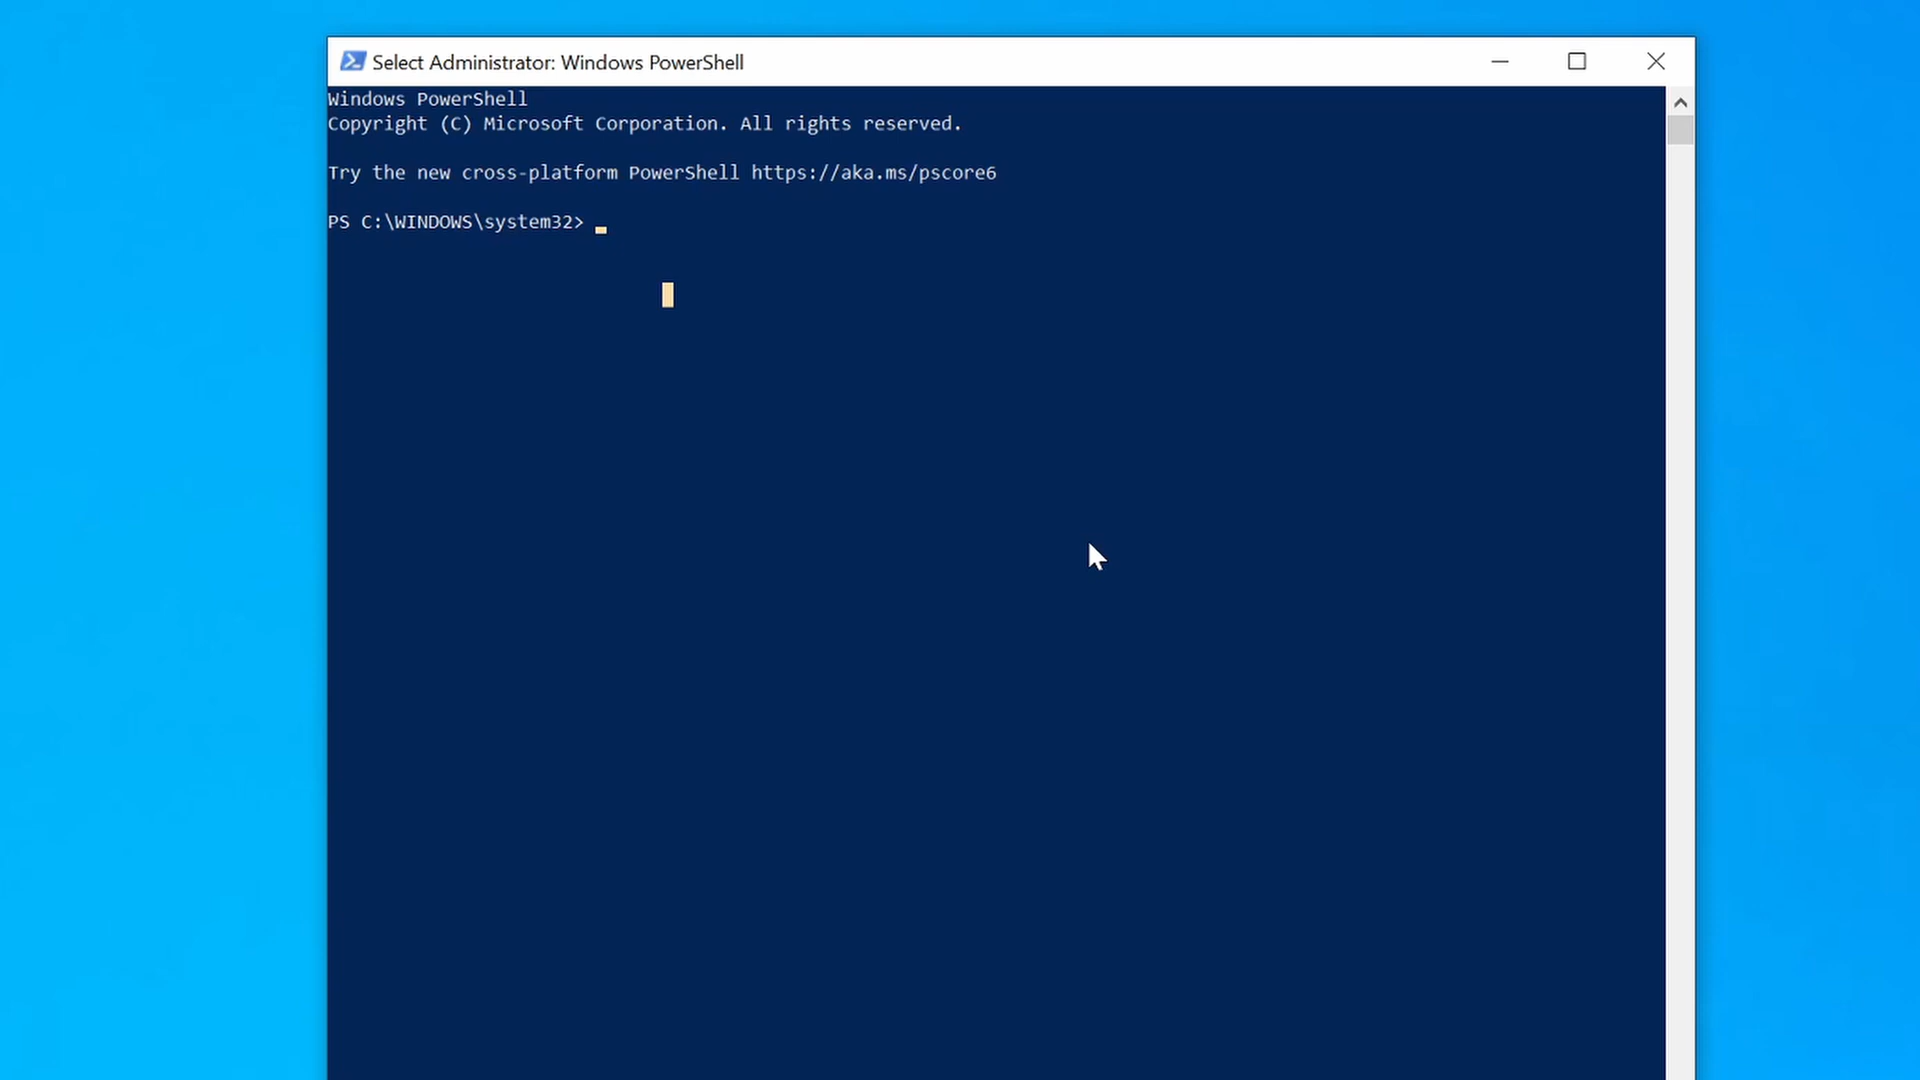 Select Administrator: Windows PowerShell
Windows PowerShell
Copyright (C) Microsoft Corporation. All rights reserved.
Try the new cross-platform PowerShell https://aka.ms/pscore6
PS C:\WINDOWS\system32>